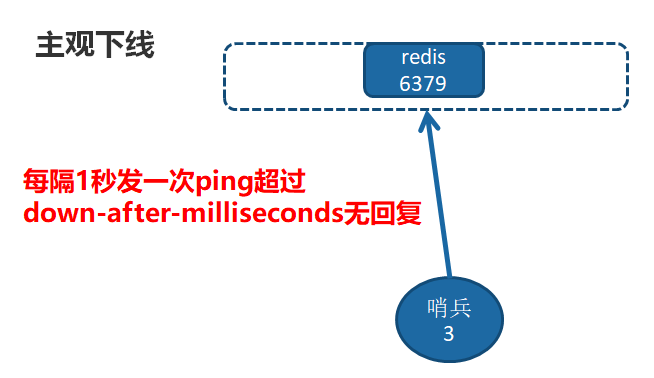 主观下线
redis
6379
每隔1秒发一次ping超过
down-after-milliseconds无回复
哨兵
3